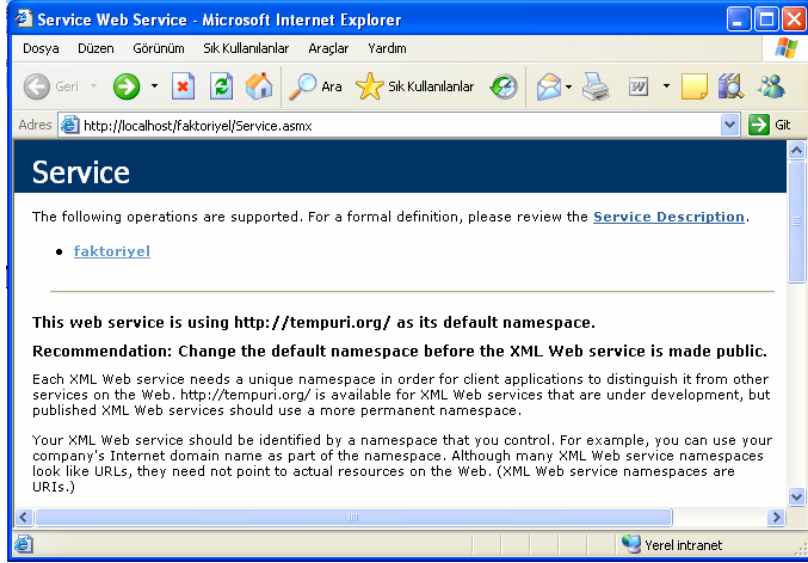 Service Web Service - Microsoft Internet Explorer
Dosya Düzen Görünüm Sık Kullanılanlar Araçlar Yardım
Geri Ara Sık Kullanılanlar W
Adres http://localhost/faktoriyel/Service.asmx Git
Service
The following operations are supported. For a formal definition, please review the Service Description.
• faktoriyel
This web service is using http://tempuri.org/ as its default namespace.
Recommendation: Change the default namespace before the XML Web service is made public.
Each XML Web service needs a unique namespace in order for client applications to distinguish it from other
services on the Web. http://tempuri.org/ is available for XML Web services that are under development, but
published XML Web services should use a more permanent namespace.
Your XML Web service should be identified by a namespace that you control. For example, you can use your
company's Internet domain name as part of the namespace. Although many XML Web service namespaces
look like URLs, they need not point to actual resources on the Web. (XML Web service namespaces are
URIs.)
Yerel intranet